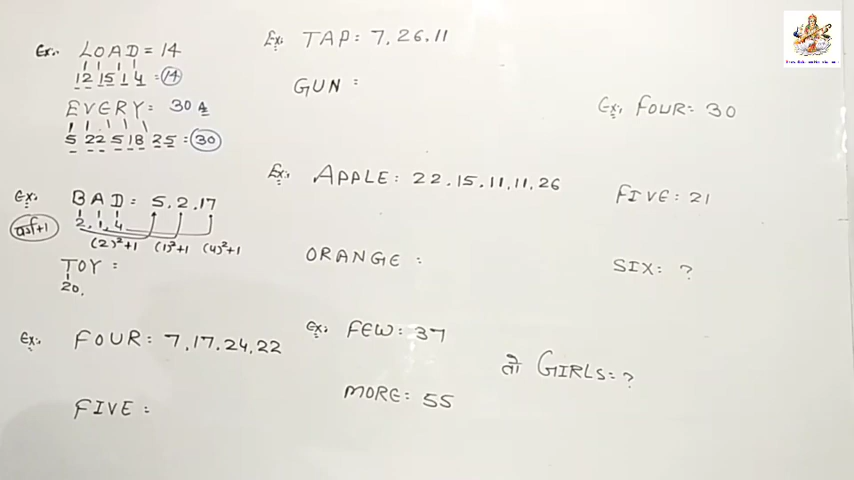 Ex:. LOAD = 14
12 15 1 4 = 14
EVERY: 30
5 22 5 18 25 : 30
Ex:. BAD: 5.2.17
2, 1, 4
वर्ग+1
(2)²+1 (1)²+1 (4)²+1
TOY :
20.
Ex:. FOUR: 7.17.24.22
FIVE :
Ex:. TAP: 7.26.11
GUN :
Ex:. APPLE: 22.15.11.11.26
ORANGE :
Ex:. FEW: 37
MORE: 55
तो GIRLS: ?
Ex:. FOUR: 30
FIVE: 21
SIX: ?